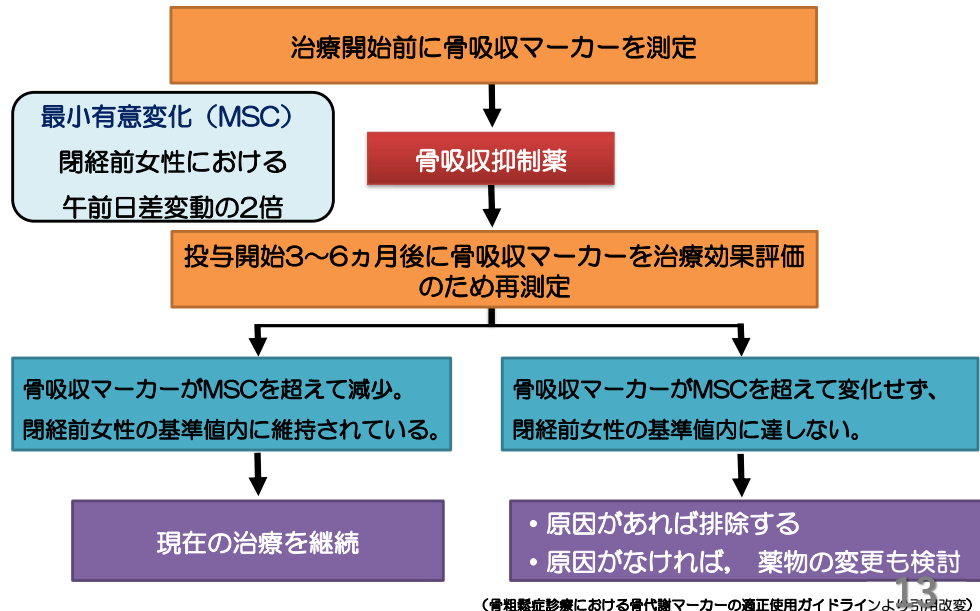 治療開始前に骨吸収マーカーを測定
最小有意変化（MSC）
閉経前女性における
午前日差変動の2倍
骨吸収抑制薬
投与開始3～6ヵ月後に骨吸収マーカーを治療効果評価
のため再測定
骨吸収マーカーがMSCを超えて減少。
閉経前女性の基準値内に維持されている。
骨吸収マーカーがMSCを超えて変化せず、
閉経前女性の基準値内に達しない。
現在の治療を継続
・原因があれば排除する
・原因がなければ， 薬物の変更も検討
（骨粗鬆症診療における骨代謝マーカーの適正使用ガイドラインより引用改変）
13